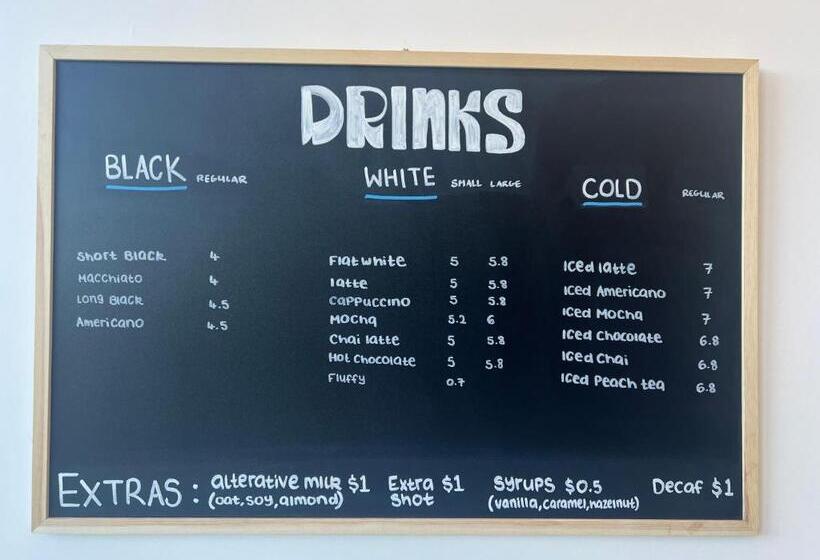 DRINKS
BLACK REGULAR
Short Black 4
Macchiato 4
Long Black 4.5
Americano 4.5
WHITE SMALL LARGE
Flat white 5 5.8
latte 5 5.8
Cappuccino 5 5.8
Mocha 5.2 6
Chai latte 5 5.8
Hot Chocolate 5 5.8
Fluffy 0.7
COLD REGULAR
Iced latte 7
Iced Americano 7
Iced Mocha 7
Iced Chocolate 6.8
Iced Chai 6.8
Iced Peach tea 6.8
EXTRAS: alterative milk $1 Extra $1 Syrups $0.5 Decaf $1
(oat,soy,almond) Shot (vanilla,caramel,hazelnut)